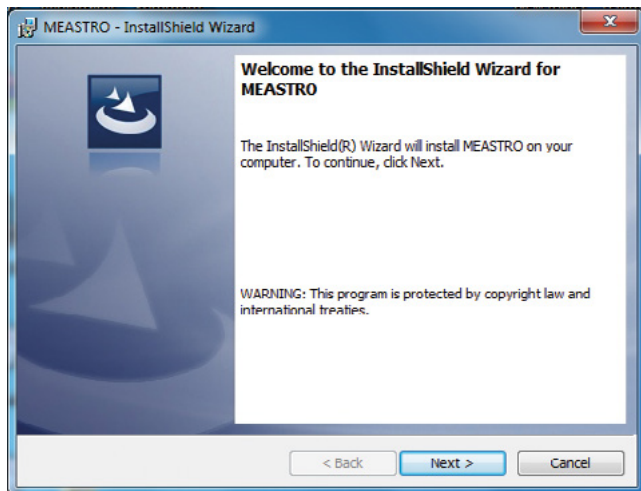 MEASTRO - InstallShield Wizard
Welcome to the InstallShield Wizard for
MEASTRO
The InstallShield(R) Wizard will install MEASTRO on your
computer. To continue, click Next.
WARNING: This program is protected by copyright law and
international treaties.
< Back
Next >
Cancel